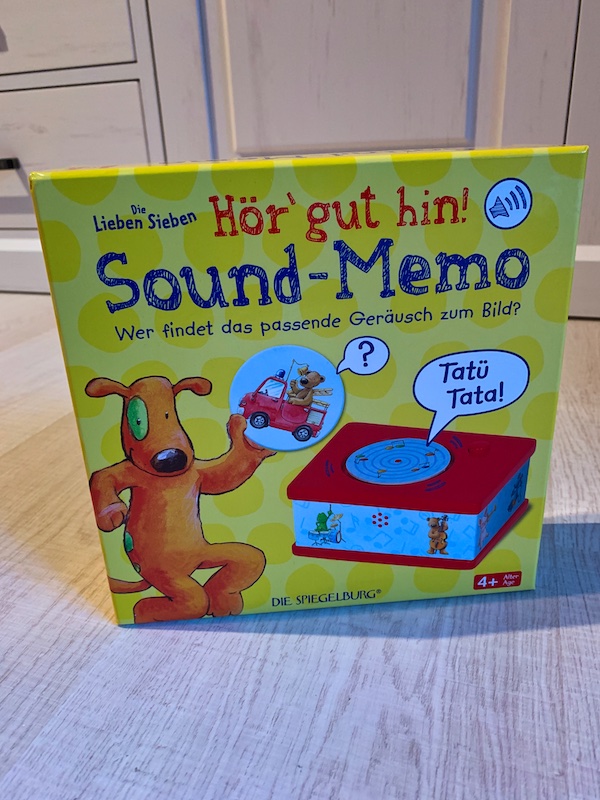 Die
Lieben Sieben
Hör' gut hin!
Sound-Memo
Wer findet das passende Geräusch zum Bild?
?
Tatü
Tata!
DIE SPIEGELBURG®
4+ Alter
Age